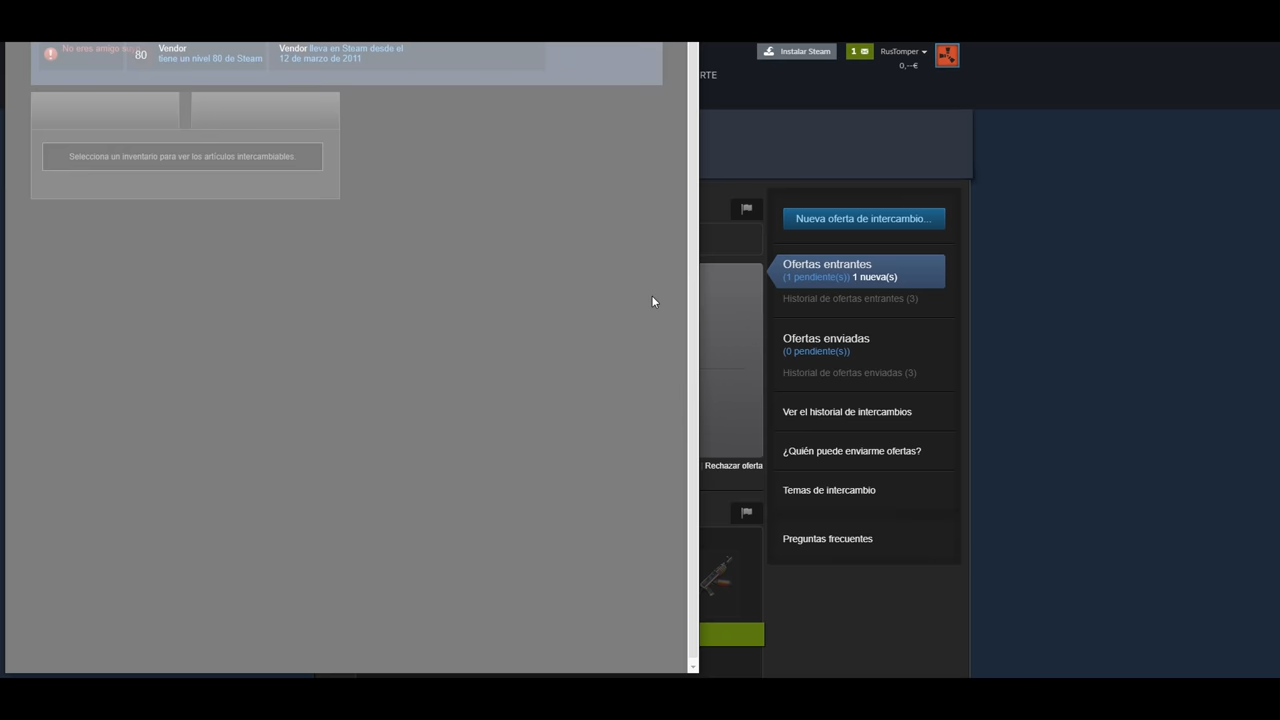 No eres amigo suyo
80
Vendor
tiene un nivel 80 de Steam
Vendor lleva en Steam desde el
12 de marzo de 2011
Selecciona un inventario para ver los artículos intercambiables.
Instalar Steam
1
RusTomper
0,--€
RTE
Nueva oferta de intercambio...
Ofertas entrantes
(1 pendiente(s)) 1 nueva(s)
Historial de ofertas entrantes (3)
Ofertas enviadas
(0 pendiente(s))
Historial de ofertas enviadas (3)
Ver el historial de intercambios
Rechazar oferta
¿Quién puede enviarme ofertas?
Temas de intercambio
Preguntas frecuentes